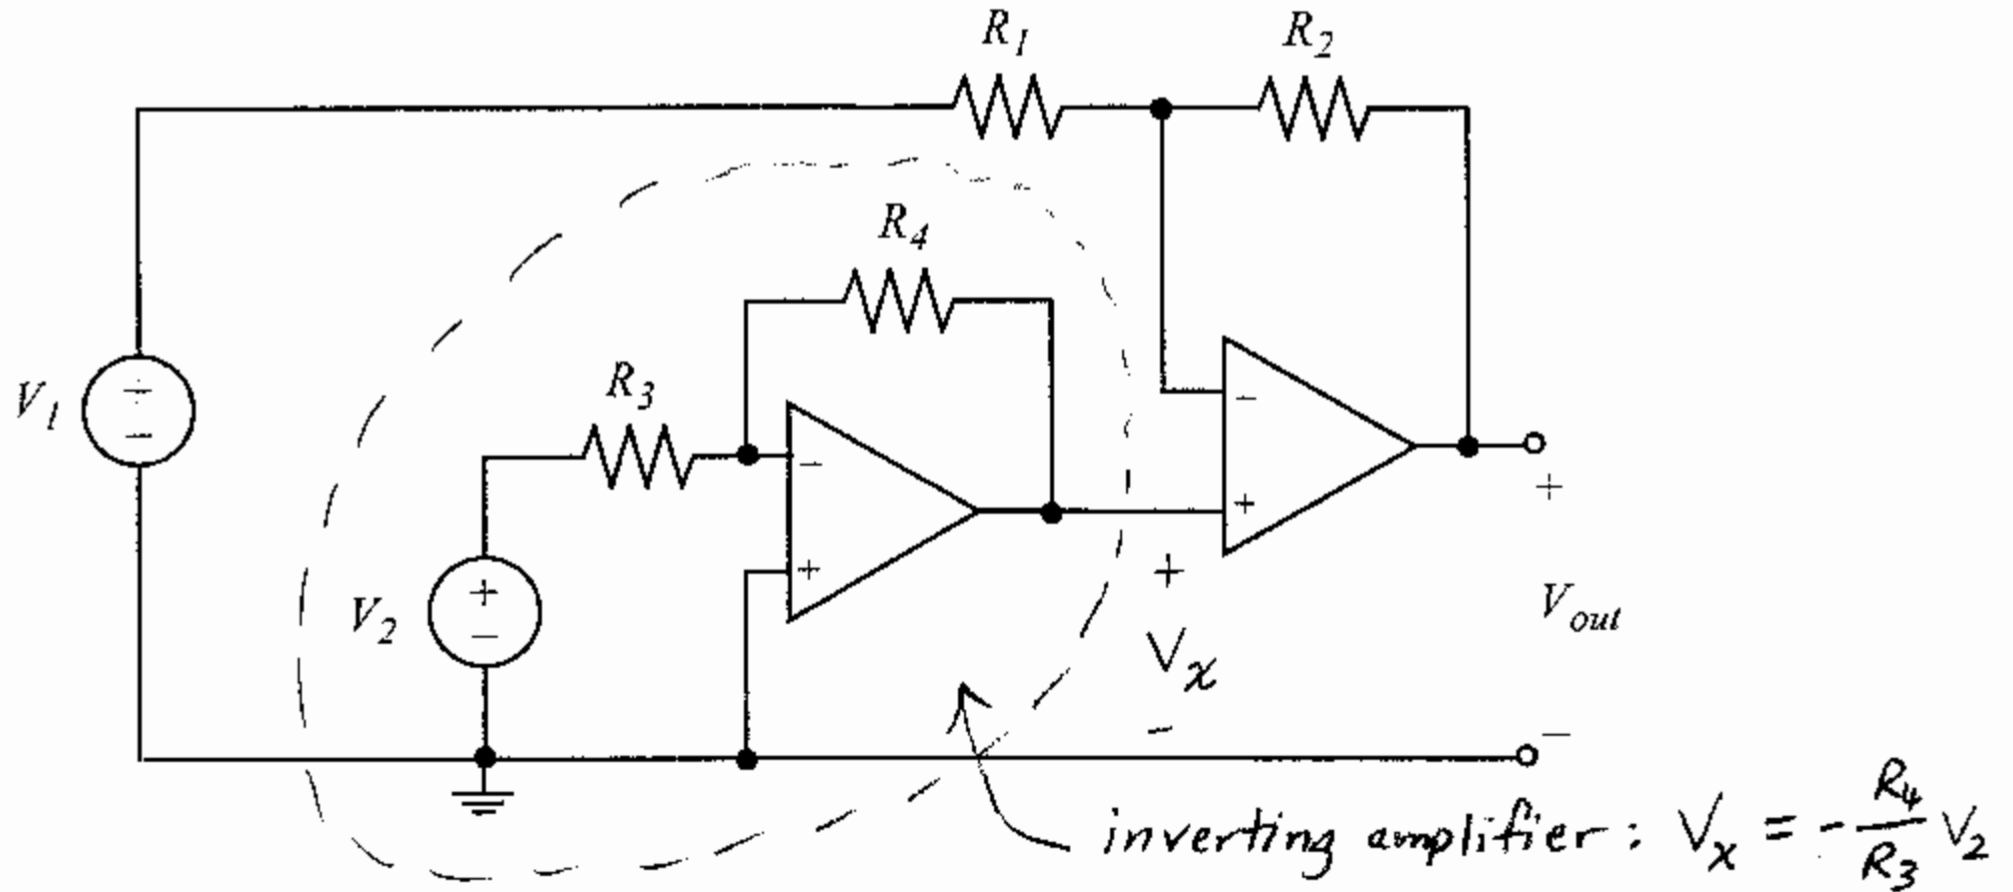 R1
R2
R4
R3
V1
+
−
V2
+
−
−
+
−
+
+
Vx
-
+
Vout
−
inverting amplifier: Vx = - R4/R3 V2